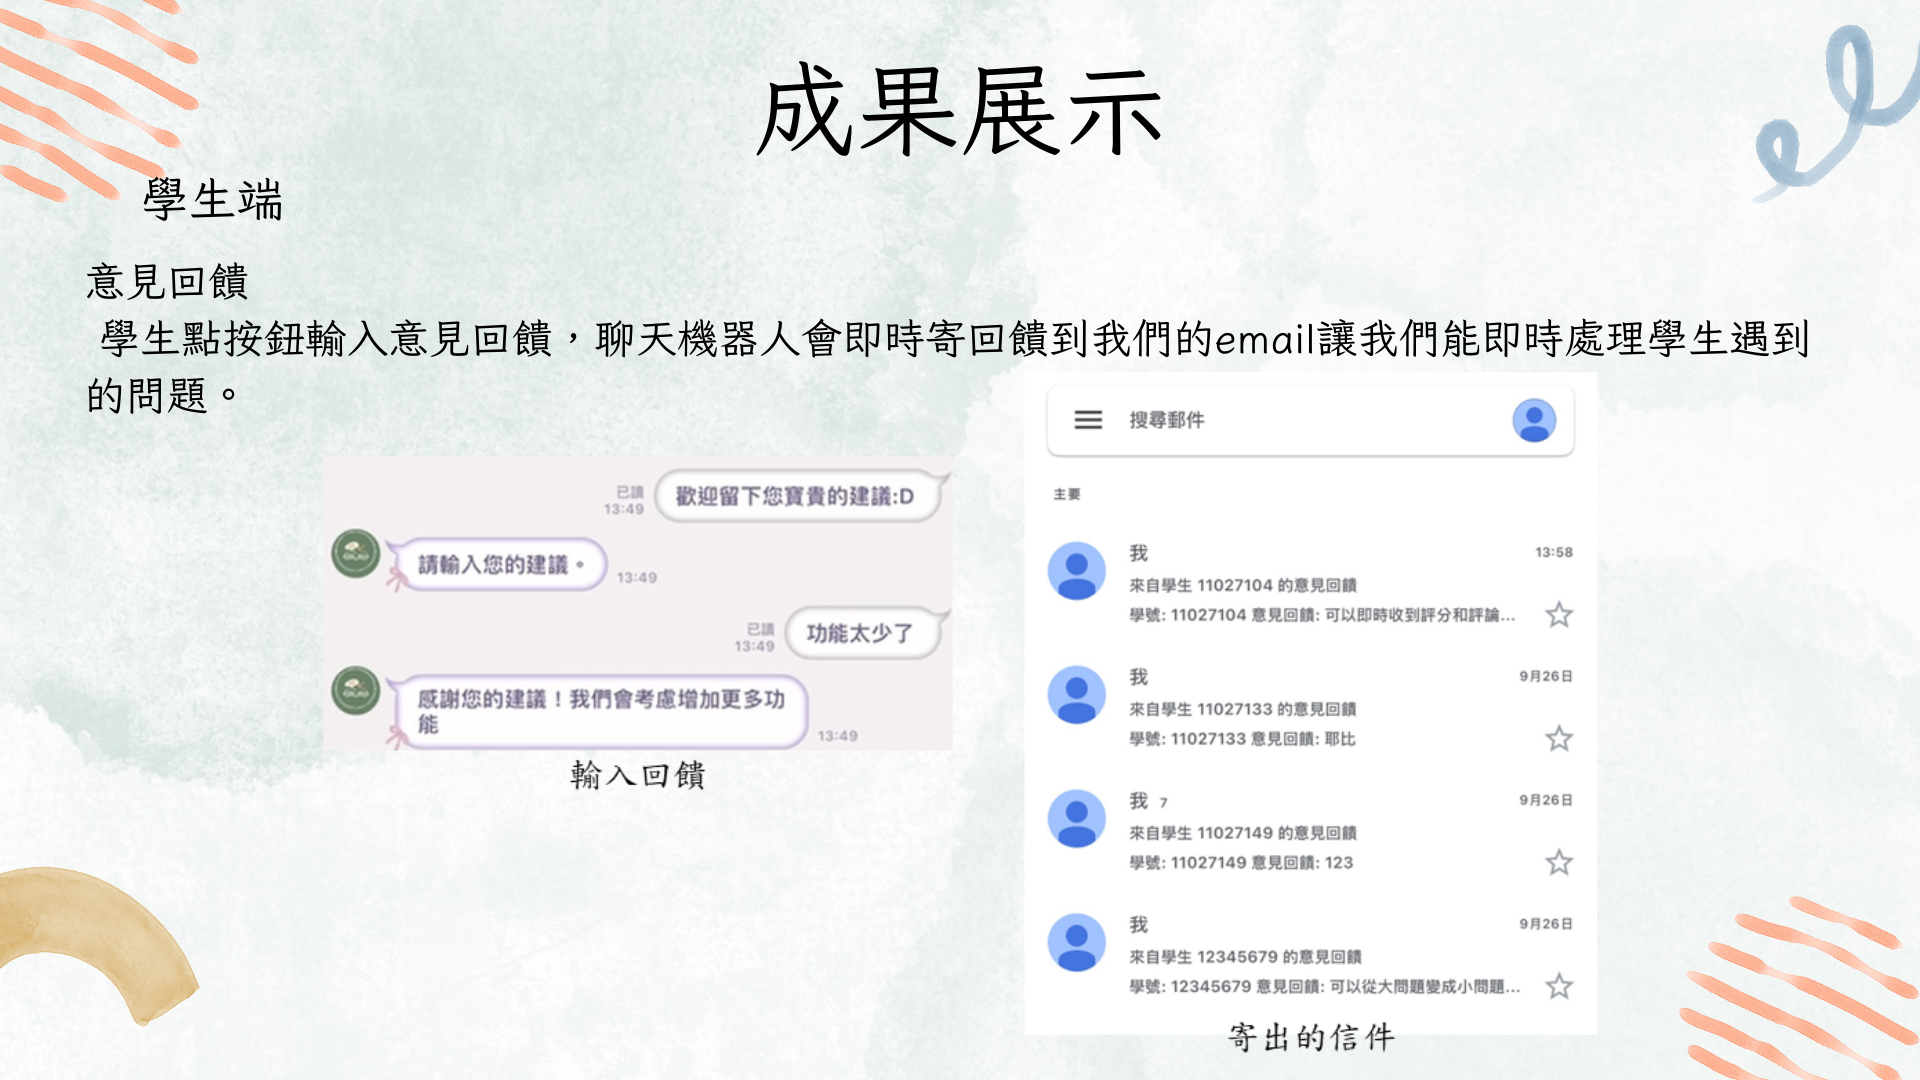 成果展示
學生端
意見回饋
學生點按鈕輸入意見回饋，聊天機器人會即時寄回饋到我們的email讓我們能即時處理學生遇到
的問題。
已讀
13:49
歡迎留下您寶貴的建議:D
請輸入您的建議。
13:49
已讀
13:49
功能太少了
感謝您的建議！我們會考慮增加更多功
能
13:49
輸入回饋
搜尋郵件
主要
我
13:58
來自學生 11027104 的意見回饋
學號: 11027104 意見回饋: 可以即時收到評分和評論...
我
9月26日
來自學生 11027133 的意見回饋
學號: 11027133 意見回饋: 耶比
我 7
9月26日
來自學生 11027149 的意見回饋
學號: 11027149 意見回饋: 123
我
9月26日
來自學生 12345679 的意見回饋
學號: 12345679 意見回饋: 可以從大問題變成小問題...
寄出的信件